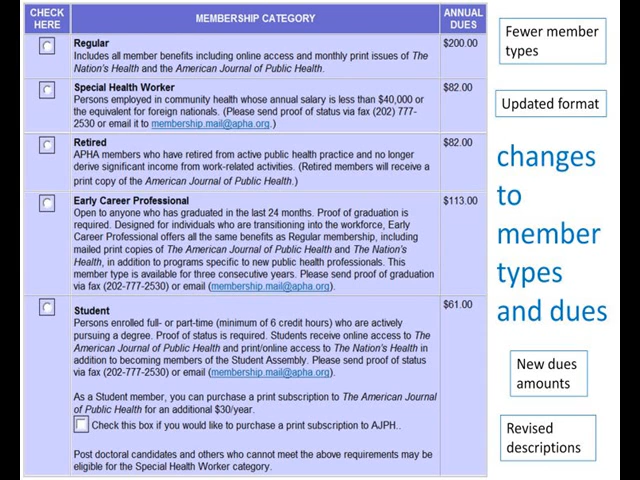 CHECK HERE
MEMBERSHIP CATEGORY
ANNUAL DUES
Regular
Includes all member benefits including online access and monthly print issues of The
Nation's Health and the American Journal of Public Health.
$200.00
Special Health Worker
Persons employed in community health whose annual salary is less than $40,000 or
the equivalent for foreign nationals. (Please send proof of status via fax (202) 777-
2530 or email it to membership.mail@apha.org.)
$82.00
Retired
APHA members who have retired from active public health practice and no longer
derive significant income from work-related activities. (Retired members will receive a
print copy of the American Journal of Public Health.)
$82.00
Early Career Professional
Open to anyone who has graduated in the last 24 months. Proof of graduation is
required. Designed for individuals who are transitioning into the workforce, Early
Career Professional offers all the same benefits as Regular membership, including
mailed print copies of The American Journal of Public Health and The Nation's
Health, in addition to programs specific to new public health professionals. This
member type is available for three consecutive years. Please send proof of graduation
via fax (202-777-2530) or email (membership.mail@apha.org).
$113.00
Student
Persons enrolled full- or part-time (minimum of 6 credit hours) who are actively
pursuing a degree. Proof of status is required. Students receive online access to The
American Journal of Public Health and print/online access to The Nation's Health in
addition to becoming members of the Student Assembly. Please send proof of status
via fax (202-777-2530) or email (membership.mail@apha.org).
As a Student member, you can purchase a print subscription to The American Journal
of Public Health for an additional $30/year.
Check this box if you would like to purchase a print subscription to AJPH..
Post doctoral candidates and others who cannot meet the above requirements may be
eligible for the Special Health Worker category.
$61.00
Fewer member
types
Updated format
changes
to
member
types
and dues
New dues
amounts
Revised
descriptions